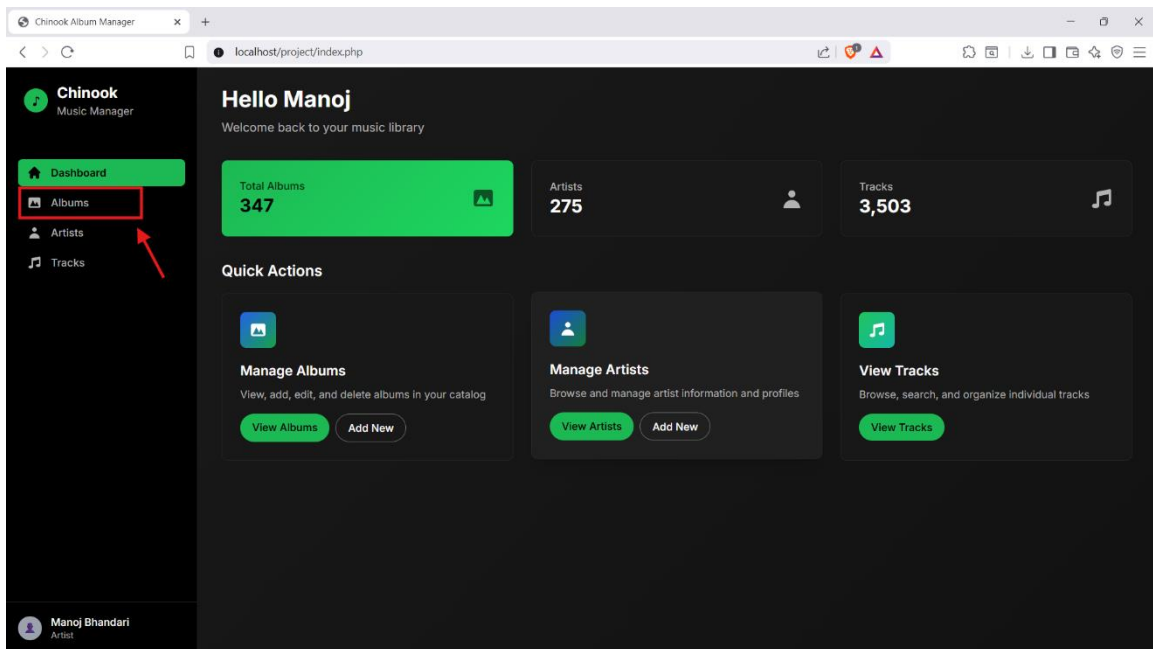 Chinook Album Manager
localhost/project/index.php
Chinook
Music Manager
Dashboard
Albums
Artists
Tracks
Manoj Bhandari
Artist
Hello Manoj
Welcome back to your music library
Total Albums
347
Artists
275
Tracks
3,503
Quick Actions
Manage Albums
View, add, edit, and delete albums in your catalog
View Albums
Add New
Manage Artists
Browse and manage artist information and profiles
View Artists
Add New
View Tracks
Browse, search, and organize individual tracks
View Tracks